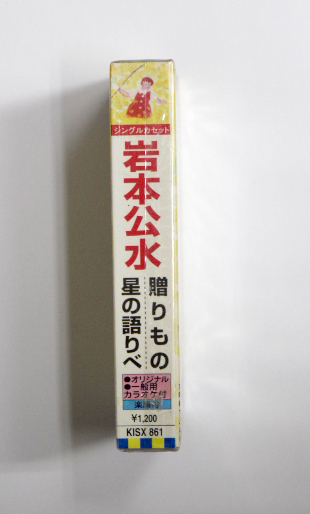 シングルカセット
岩本公水
贈りもの
星の語りべ
●オリジナル
●一般用
カラオケ付
¥1,200
KISX 861